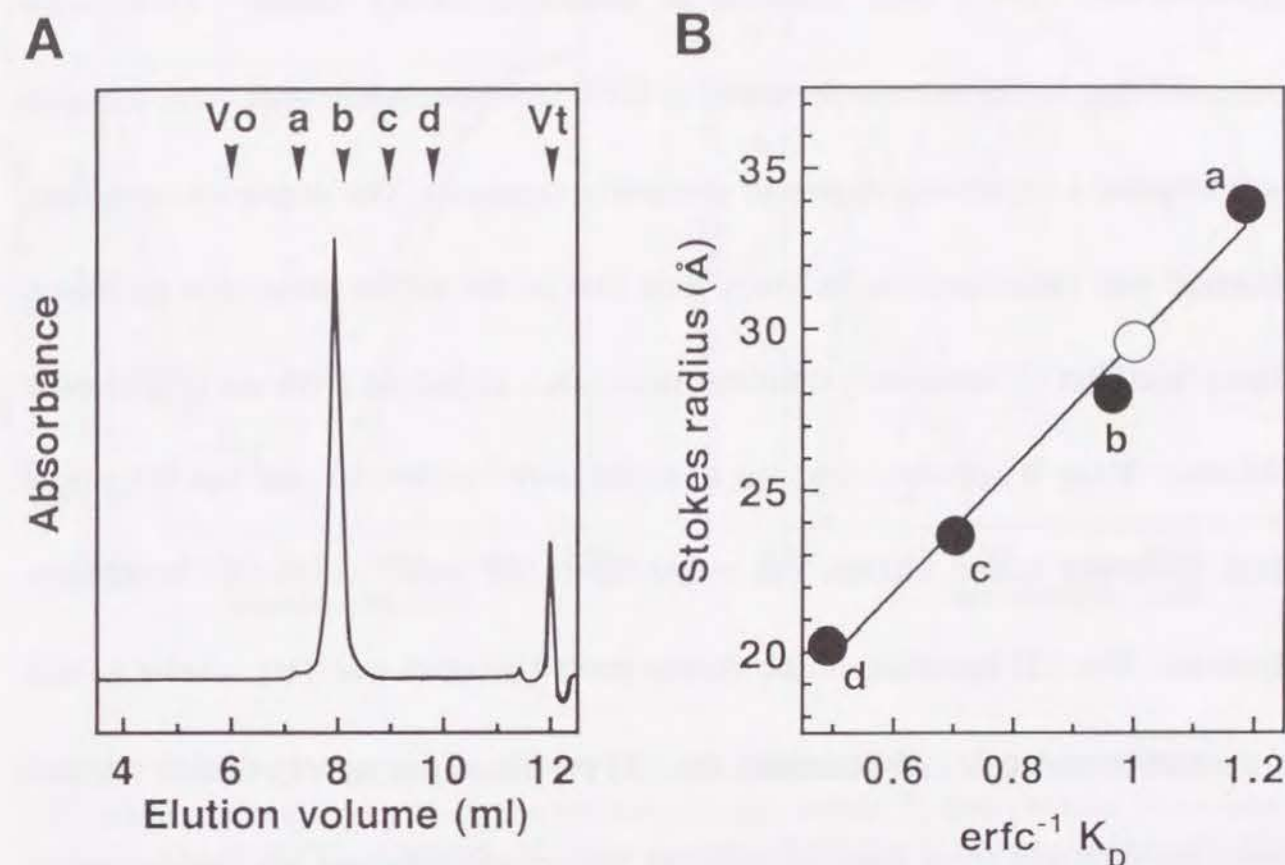 A
Vo a b c d Vt
Absorbance
4 6 8 10 12
Elution volume (ml)
B
35
30
25
20
Stokes radius (Å)
a
b
c
d
0.6 0.8 1 1.2
erfc⁻¹ K_D